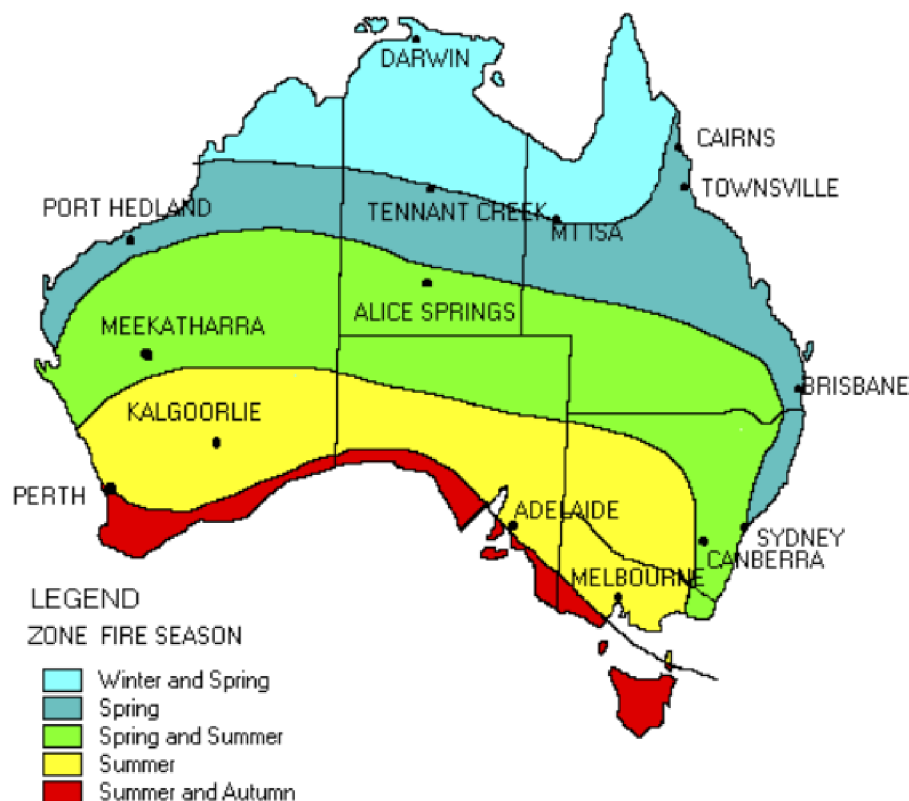 DARWIN
CAIRNS
TOWNSVILLE
PORT HEDLAND
TENNANT CREEK
MT ISA
ALICE SPRINGS
MEEKATHARRA
BRISBANE
KALGOORLIE
PERTH
ADELAIDE
SYDNEY
CANBERRA
MELBOURNE
LEGEND
ZONE FIRE SEASON
Winter and Spring
Spring
Spring and Summer
Summer
Summer and Autumn